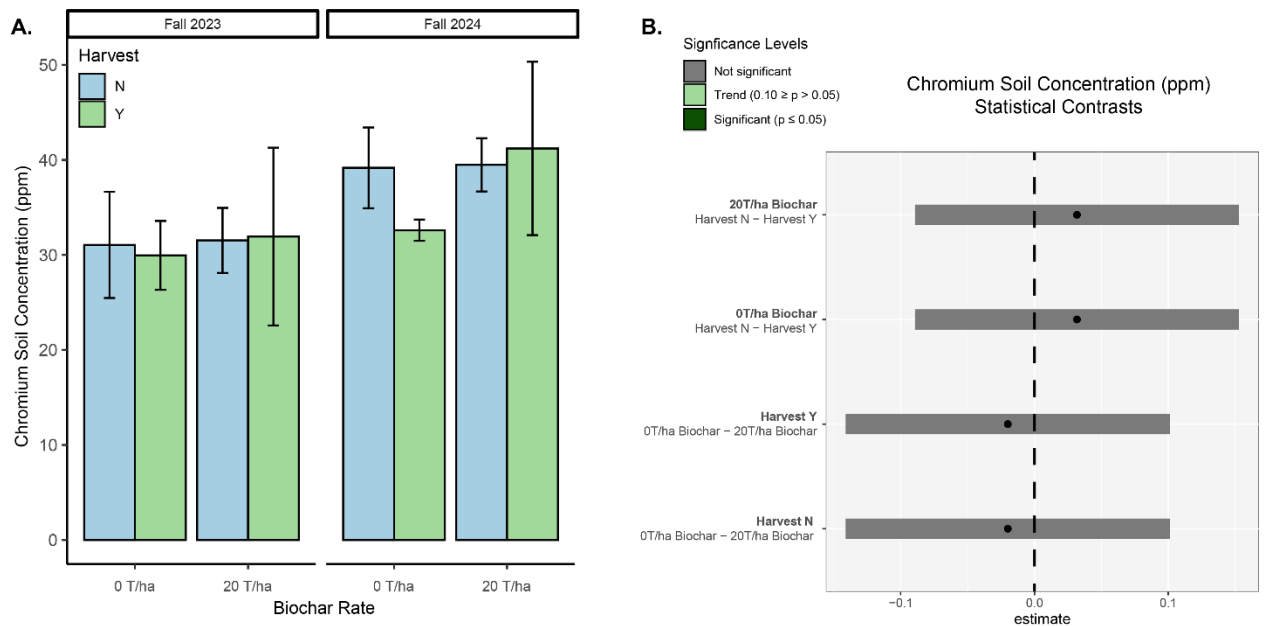 A.
Fall 2023
Fall 2024
Harvest
N
Y
Chromium Soil Concentration (ppm)
50
40
30
20
10
0
0 T/ha
20 T/ha
0 T/ha
20 T/ha
Biochar Rate
B.
Signficance Levels
Not significant
Trend (0.10 ≥ p > 0.05)
Significant (p ≤ 0.05)
Chromium Soil Concentration (ppm)
Statistical Contrasts
20T/ha Biochar
Harvest N − Harvest Y
0T/ha Biochar
Harvest N − Harvest Y
Harvest Y
0T/ha Biochar − 20T/ha Biochar
Harvest N
0T/ha Biochar − 20T/ha Biochar
−0.1
0.0
0.1
estimate